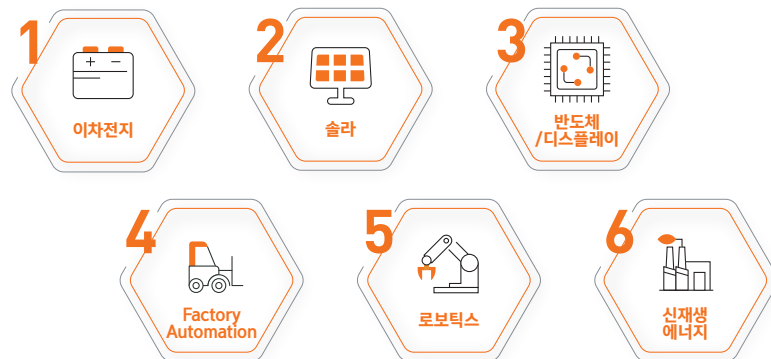 1
이차전지
2
솔라
3
반도체
/디스플레이
4
Factory
Automation
5
로보틱스
6
신재생
에너지